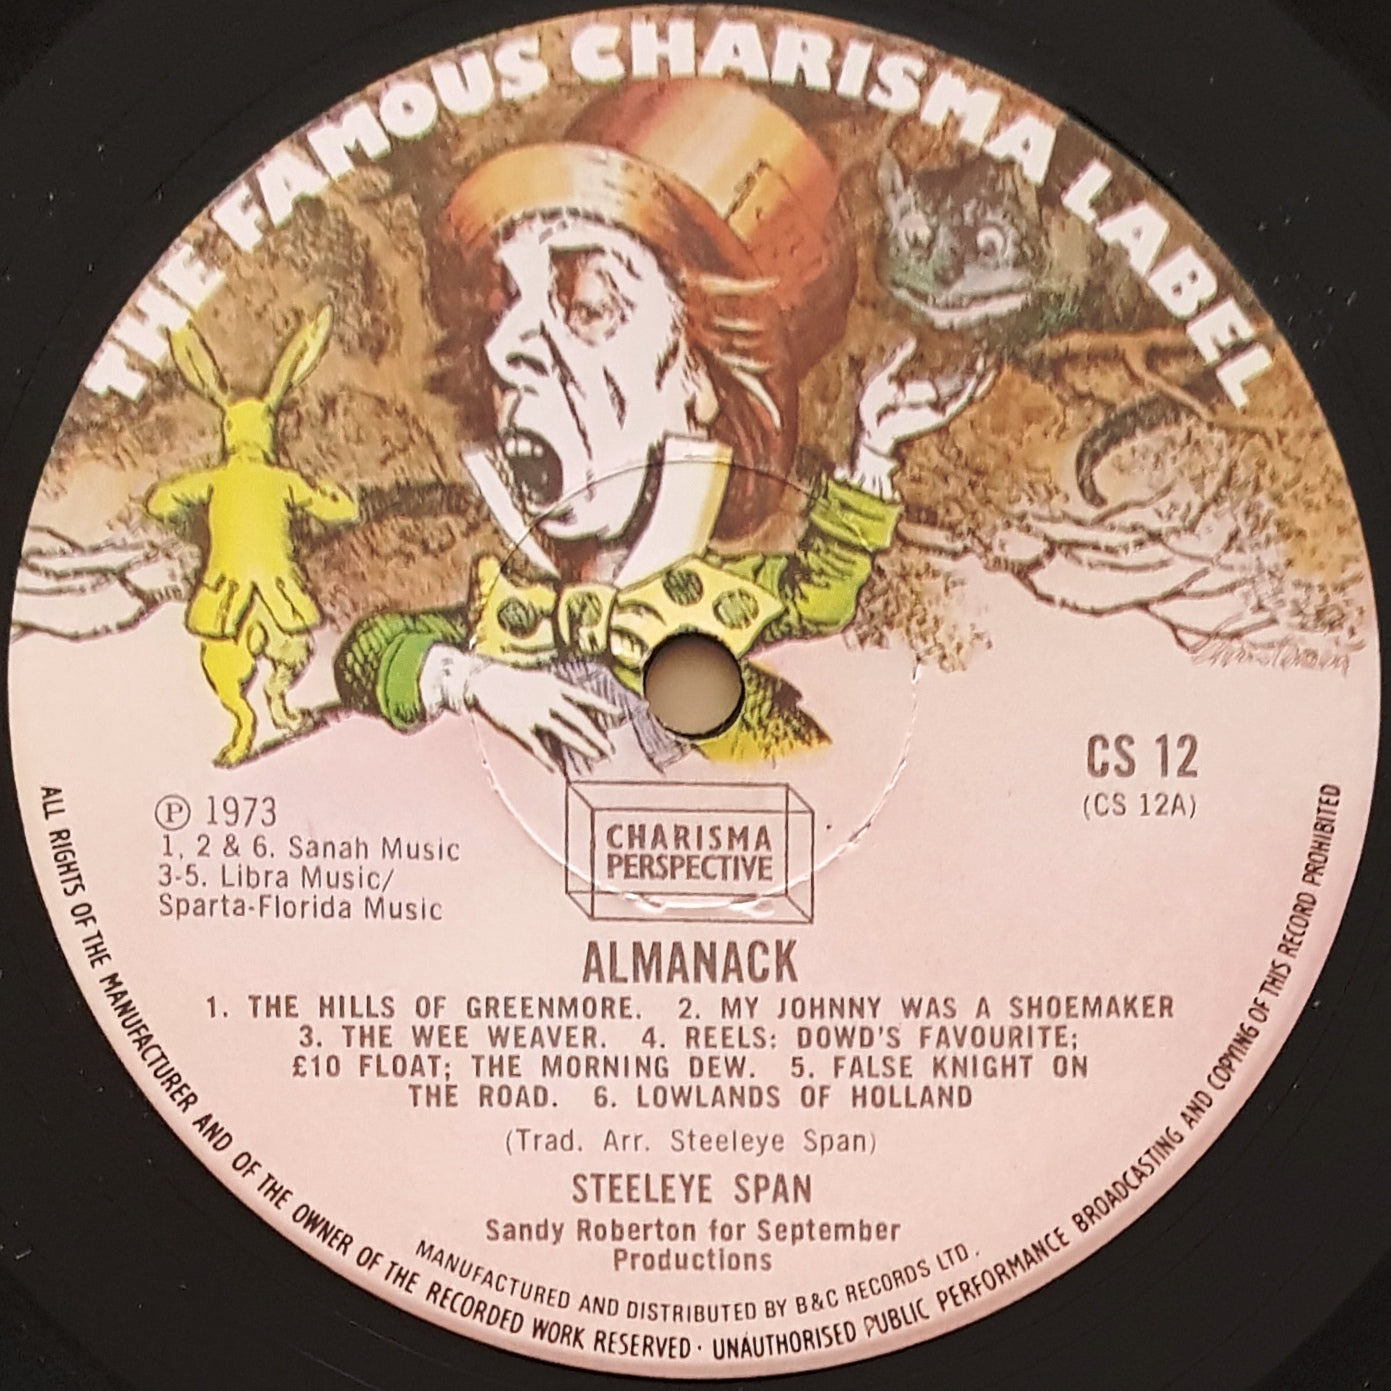 THE FAMOUS CHARISMA LABEL
CS 12
(CS 12A)
Ⓟ 1973
1, 2 & 6. Sanah Music
3-5. Libra Music/
Sparta-Florida Music
CHARISMA
PERSPECTIVE
ALMANACK
1. THE HILLS OF GREENMORE. 2. MY JOHNNY WAS A SHOEMAKER
3. THE WEE WEAVER. 4. REELS: DOWD'S FAVOURITE;
£10 FLOAT; THE MORNING DEW. 5. FALSE KNIGHT ON
THE ROAD. 6. LOWLANDS OF HOLLAND
(Trad. Arr. Steeleye Span)
STEELEYE SPAN
Sandy Roberton for September
Productions
MANUFACTURED AND DISTRIBUTED BY B&C RECORDS LTD.
ALL RIGHTS OF THE MANUFACTURER AND OF THE OWNER OF THE RECORDED WORK RESERVED · UNAUTHORISED PUBLIC PERFORMANCE BROADCASTING AND COPYING OF THIS RECORD PROHIBITED